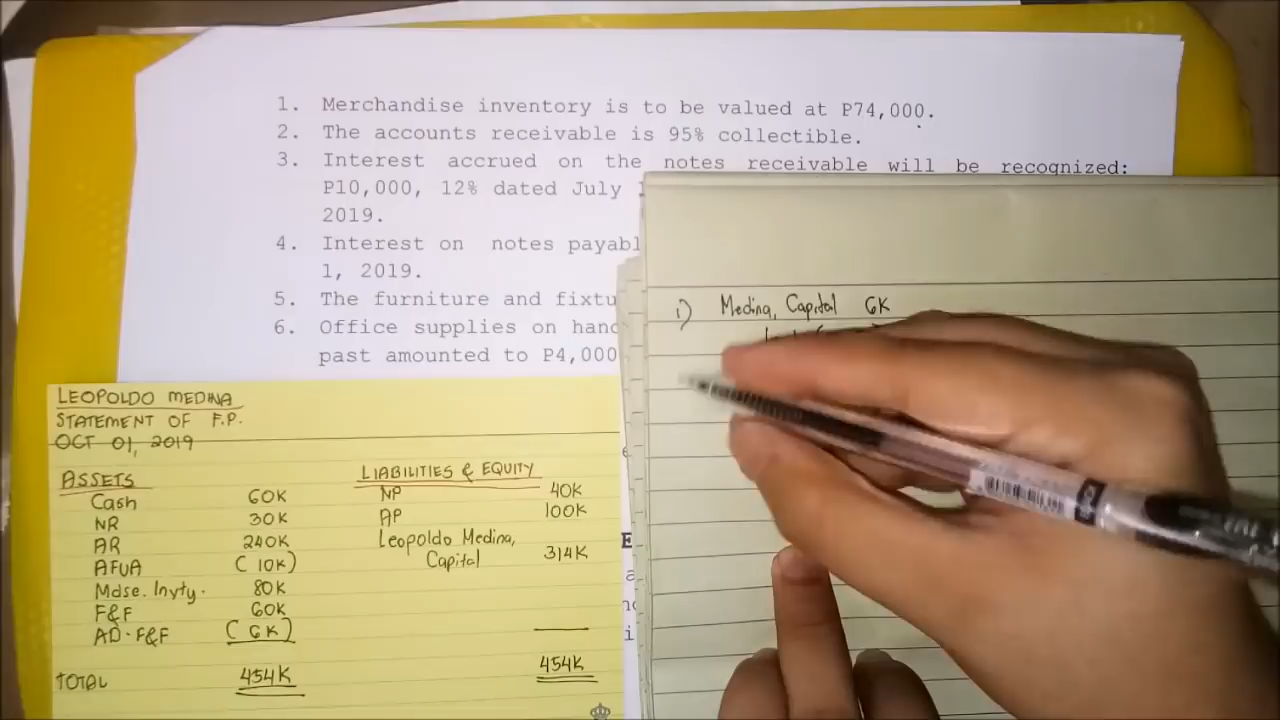 1. Merchandise inventory is to be valued at P74,000.
2. The accounts receivable is 95% collectible.
3. Interest accrued on the notes receivable will be recognized:
P10,000, 12% dated July
2019.
4. Interest on notes payabl
1, 2019.
5. The furniture and fixtu
6. Office supplies on hand
past amounted to P4,000
1) Medina, Capital 6K
LEOPOLDO MEDINA
STATEMENT OF F.P.
OCT 01, 2019
ASSETS
Cash 60K
NR 30K
AR 240K
AFUA (10K)
Mdse. Invty. 80K
F&F 60K
AD-F&F (6K)
TOTAL 454K
LIABILITIES & EQUITY
NP 40K
AP 100K
Leopoldo Medina,
Capital 314K
454K